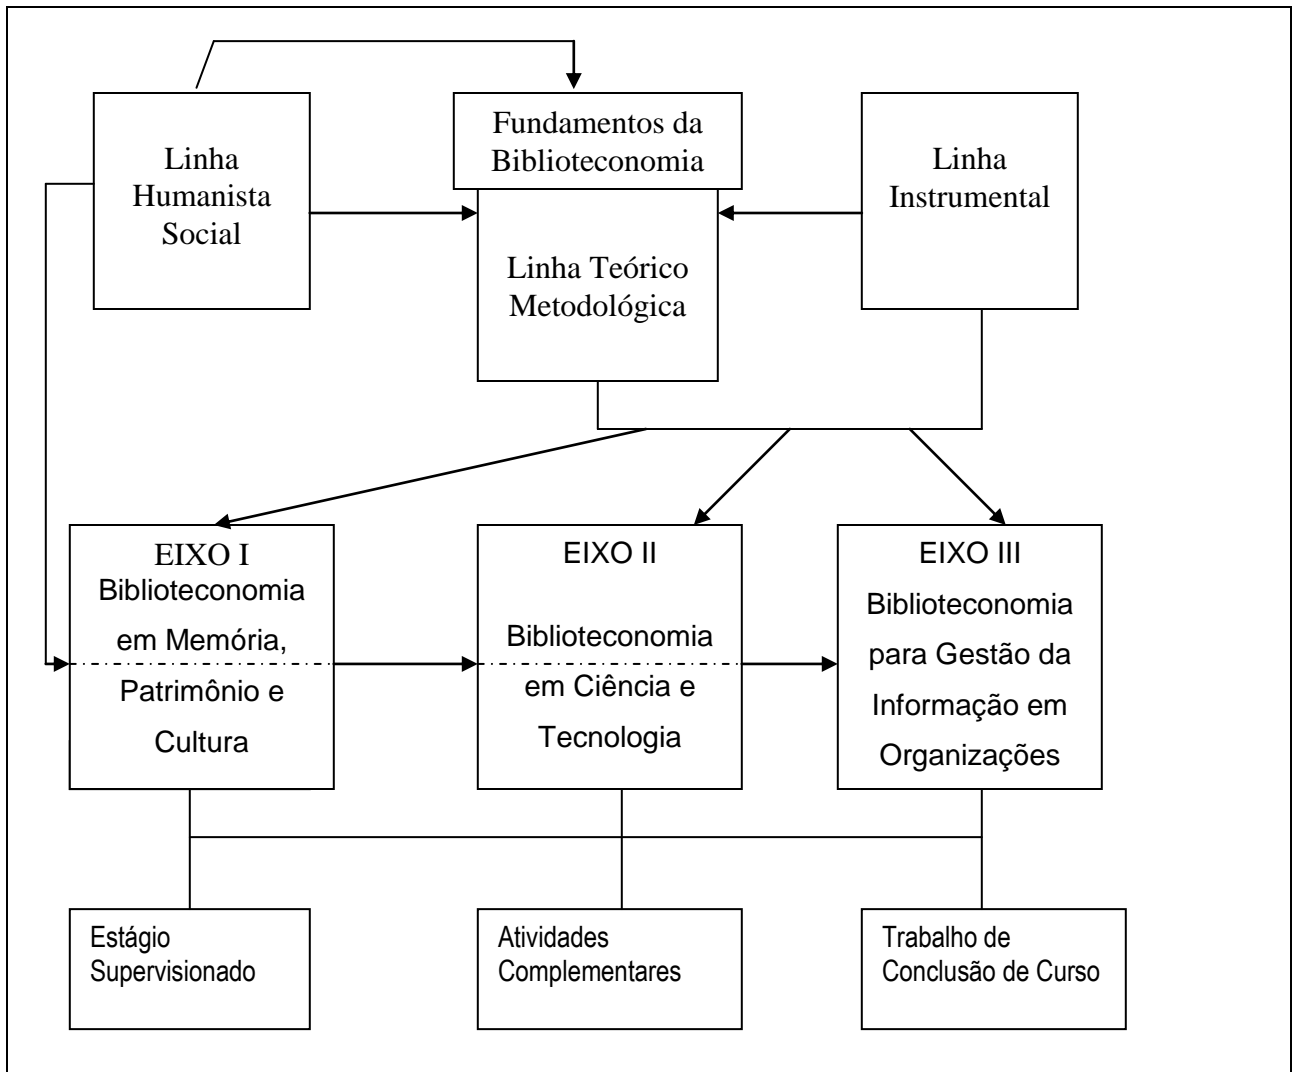 Linha
Humanista
Social
Fundamentos da
Biblioteconomia
Linha Teórico
Metodológica
Linha
Instrumental
EIXO I
Biblioteconomia
em Memória,
Patrimônio e
Cultura
EIXO II
Biblioteconomia
em Ciência e
Tecnologia
EIXO III
Biblioteconomia
para Gestão da
Informação em
Organizações
Estágio
Supervisionado
Atividades
Complementares
Trabalho de
Conclusão de Curso